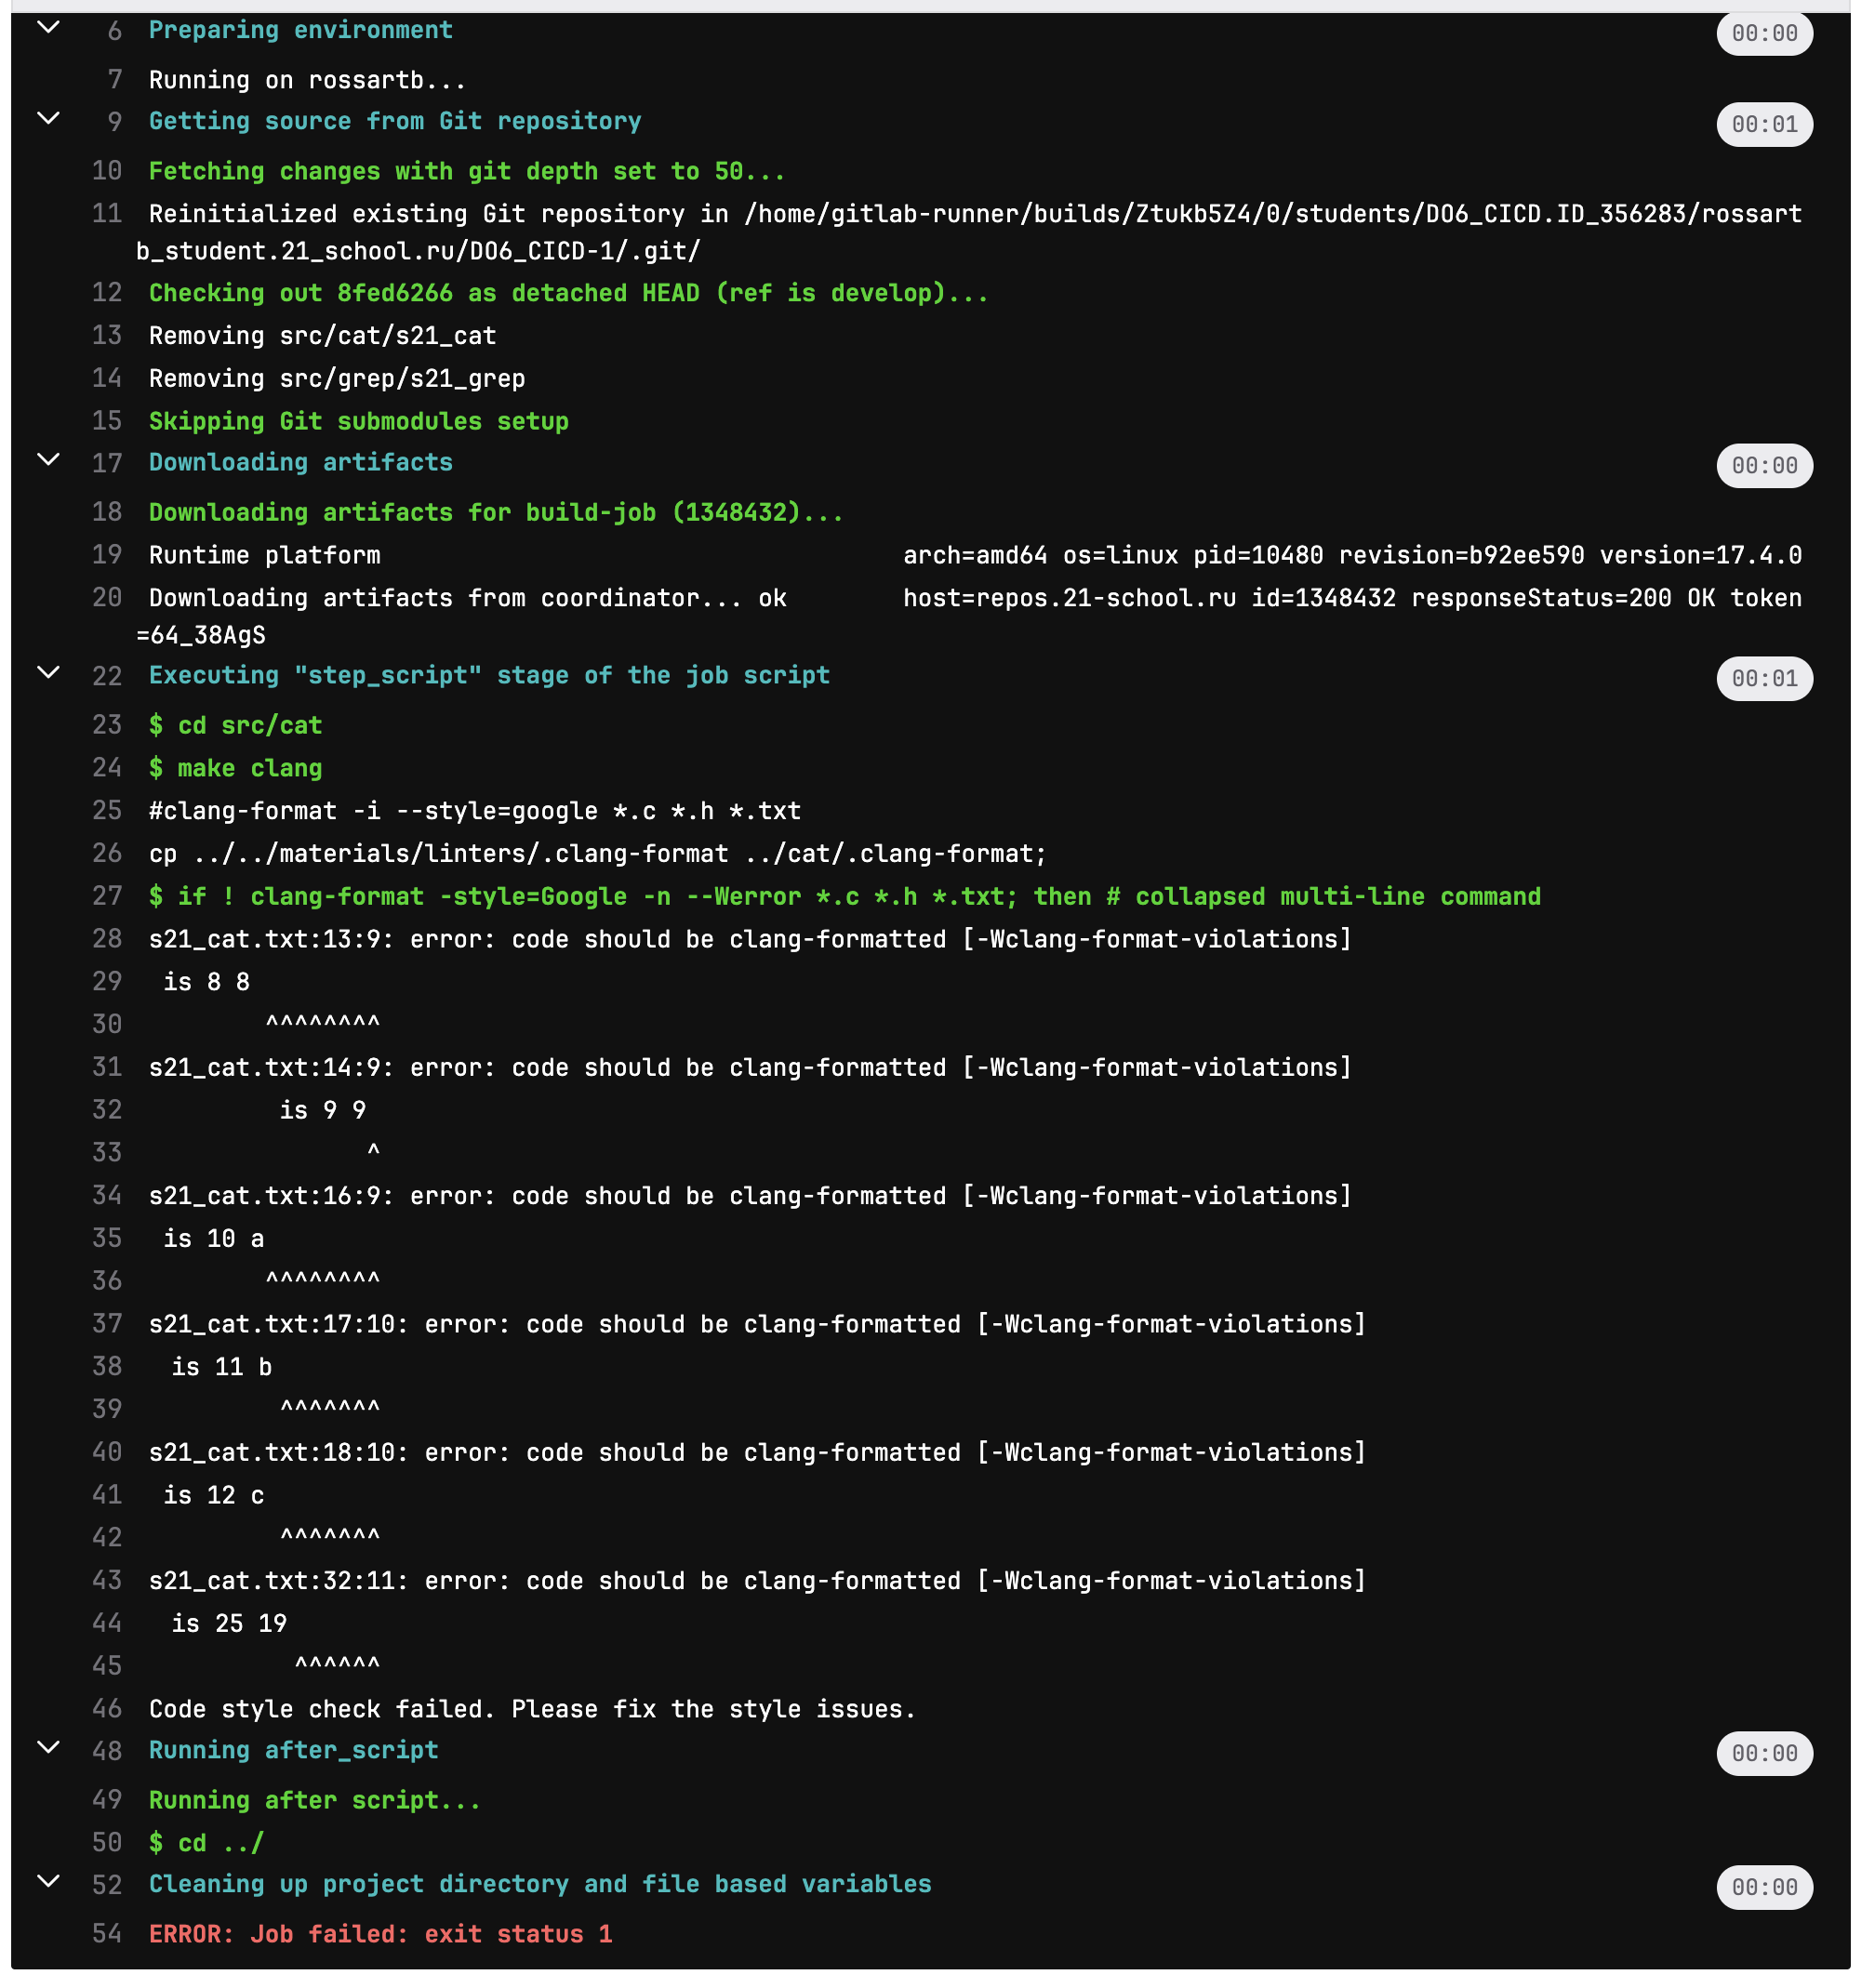 6 Preparing environment 00:00
7 Running on rossartb...
9 Getting source from Git repository 00:01
10 Fetching changes with git depth set to 50...
11 Reinitialized existing Git repository in /home/gitlab-runner/builds/Ztukb5Z4/0/students/DO6_CICD.ID_356283/rossart
b_student.21_school.ru/DO6_CICD-1/.git/
12 Checking out 8fed6266 as detached HEAD (ref is develop)...
13 Removing src/cat/s21_cat
14 Removing src/grep/s21_grep
15 Skipping Git submodules setup
17 Downloading artifacts 00:00
18 Downloading artifacts for build-job (1348432)...
19 Runtime platform                                    arch=amd64 os=linux pid=10480 revision=b92ee590 version=17.4.0
20 Downloading artifacts from coordinator... ok        host=repos.21-school.ru id=1348432 responseStatus=200 OK token
=64_38AgS
22 Executing "step_script" stage of the job script 00:01
23 $ cd src/cat
24 $ make clang
25 #clang-format -i --style=google *.c *.h *.txt
26 cp ../../materials/linters/.clang-format ../cat/.clang-format;
27 $ if ! clang-format -style=Google -n --Werror *.c *.h *.txt; then # collapsed multi-line command
28 s21_cat.txt:13:9: error: code should be clang-formatted [-Wclang-format-violations]
29  is 8 8
30         ^^^^^^^^
31 s21_cat.txt:14:9: error: code should be clang-formatted [-Wclang-format-violations]
32          is 9 9
33                ^
34 s21_cat.txt:16:9: error: code should be clang-formatted [-Wclang-format-violations]
35  is 10 a
36         ^^^^^^^^
37 s21_cat.txt:17:10: error: code should be clang-formatted [-Wclang-format-violations]
38  is 11 b
39          ^^^^^^^
40 s21_cat.txt:18:10: error: code should be clang-formatted [-Wclang-format-violations]
41  is 12 c
42          ^^^^^^^
43 s21_cat.txt:32:11: error: code should be clang-formatted [-Wclang-format-violations]
44  is 25 19
45           ^^^^^^
46 Code style check failed. Please fix the style issues.
48 Running after_script 00:00
49 Running after script...
50 $ cd ../
52 Cleaning up project directory and file based variables 00:00
54 ERROR: Job failed: exit status 1